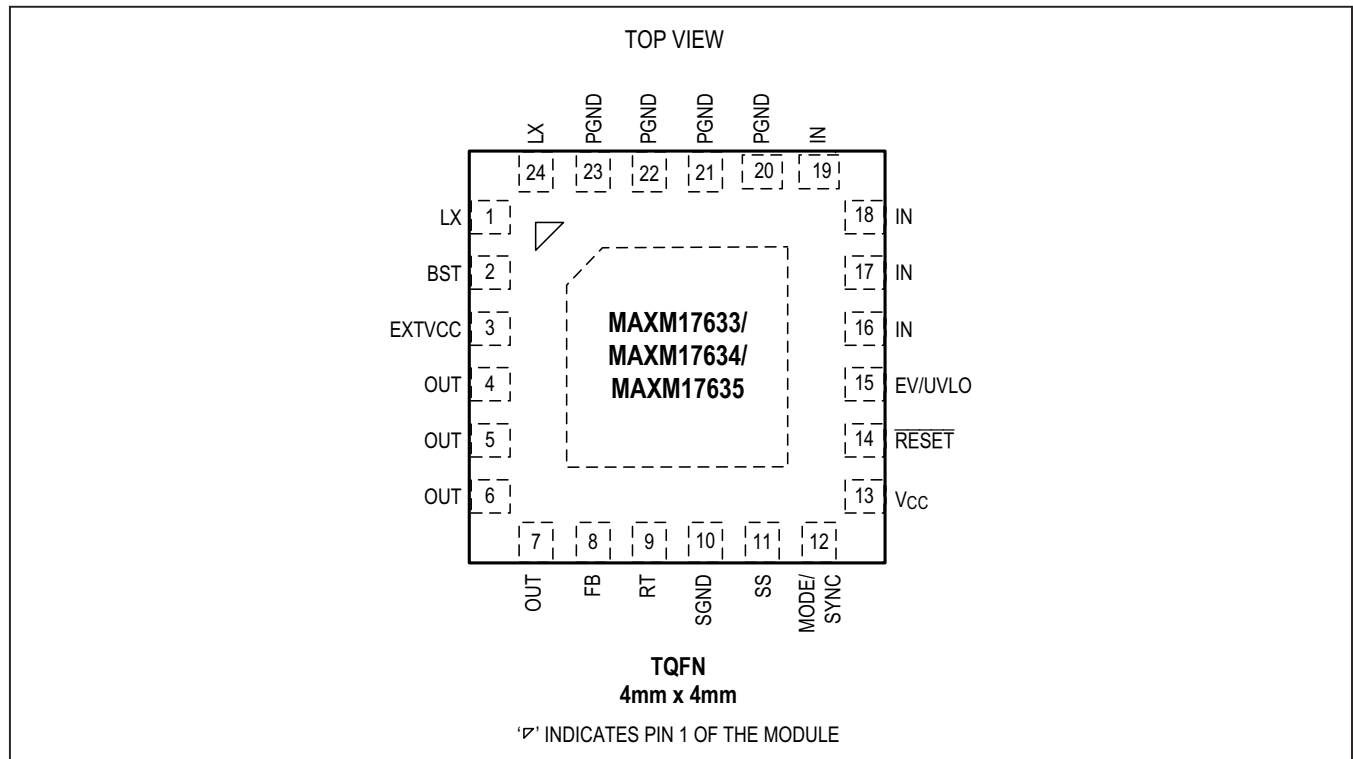 TOP VIEW
LX
PGND
PGND
PGND
PGND
IN
24
23
22
21
20
19
LX 1
18 IN
BST 2
17 IN
EXTVCC 3
16 IN
OUT 4
15 EV/UVLO
OUT 5
14 RESET
OUT 6
13 VCC
MAXM17633/
MAXM17634/
MAXM17635
7
8
9
10
11
12
OUT
FB
RT
SGND
SS
MODE/
SYNC
TQFN
4mm x 4mm
'▽' INDICATES PIN 1 OF THE MODULE